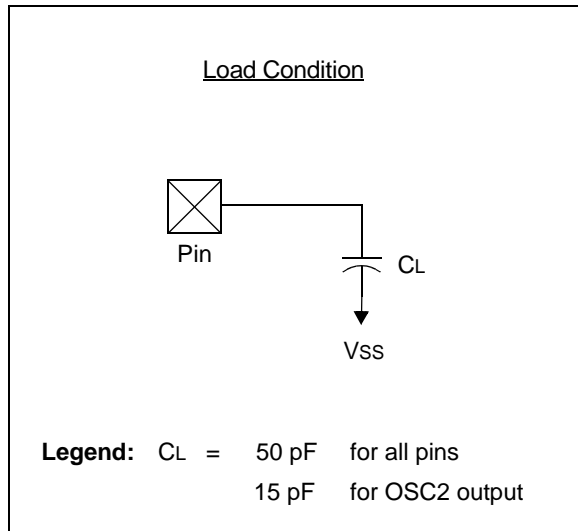 Load Condition
Pin
CL
VSS
Legend: CL = 50 pF for all pins
15 pF for OSC2 output